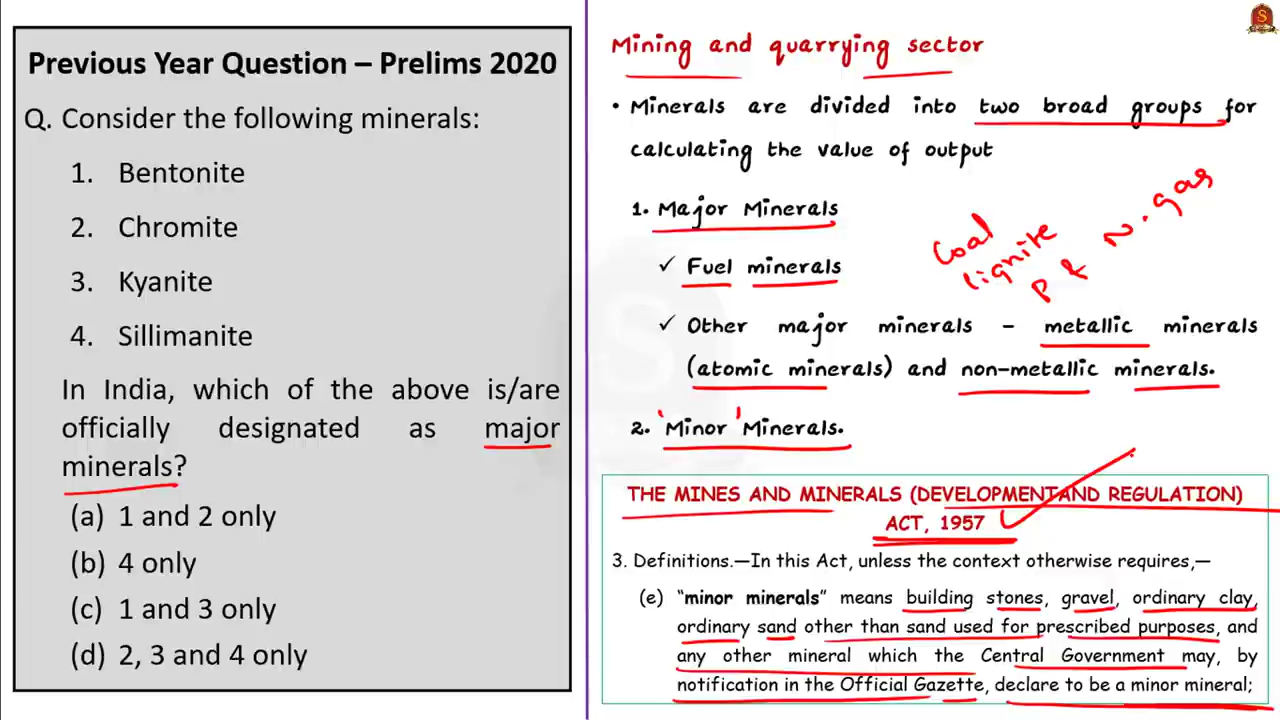 Previous Year Question – Prelims 2020
Q. Consider the following minerals:
1. Bentonite
2. Chromite
3. Kyanite
4. Sillimanite
In India, which of the above is/are
officially designated as major
minerals?
(a) 1 and 2 only
(b) 4 only
(c) 1 and 3 only
(d) 2, 3 and 4 only
Mining and quarrying sector
• Minerals are divided into two broad groups for
calculating the value of output
1. Major Minerals
✓ Fuel minerals
Coal
lignite
P & N. gas
✓ Other major minerals – metallic minerals
(atomic minerals) and non-metallic minerals.
2. 'Minor' Minerals.
THE MINES AND MINERALS (DEVELOPMENT AND REGULATION)
ACT, 1957
3. Definitions.—In this Act, unless the context otherwise requires,—
(e) “minor minerals” means building stones, gravel, ordinary clay,
ordinary sand other than sand used for prescribed purposes, and
any other mineral which the Central Government may, by
notification in the Official Gazette, declare to be a minor mineral;